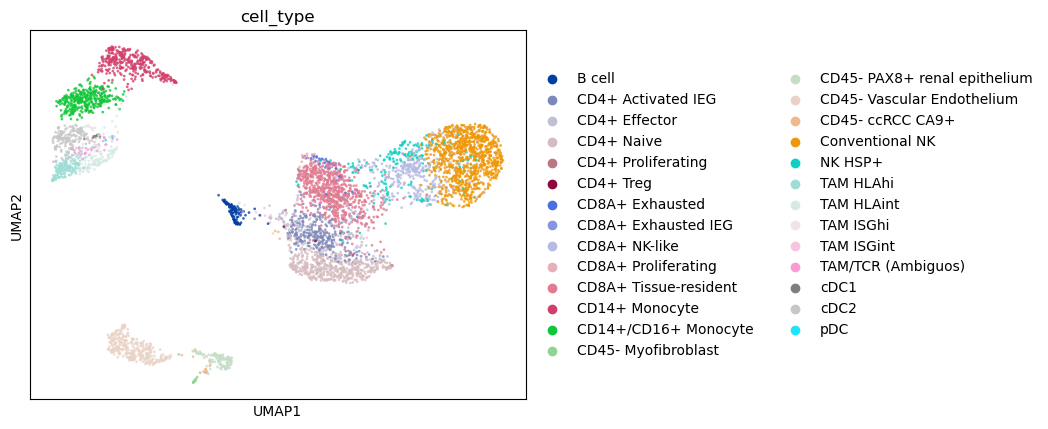 cell_type
UMAP2
UMAP1
B cell
CD4+ Activated IEG
CD4+ Effector
CD4+ Naive
CD4+ Proliferating
CD4+ Treg
CD8A+ Exhausted
CD8A+ Exhausted IEG
CD8A+ NK-like
CD8A+ Proliferating
CD8A+ Tissue-resident
CD14+ Monocyte
CD14+/CD16+ Monocyte
CD45- Myofibroblast
CD45- PAX8+ renal epithelium
CD45- Vascular Endothelium
CD45- ccRCC CA9+
Conventional NK
NK HSP+
TAM HLAhi
TAM HLAint
TAM ISGhi
TAM ISGint
TAM/TCR (Ambiguos)
cDC1
cDC2
pDC